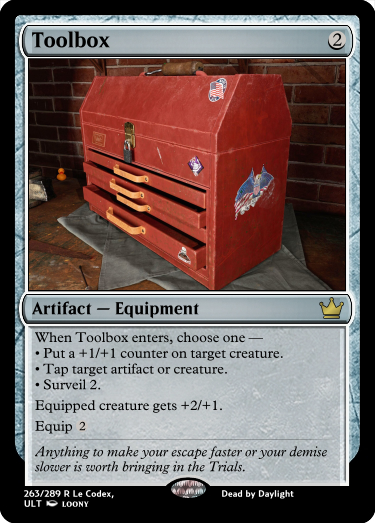 Toolbox 2
Artifact — Equipment
When Toolbox enters, choose one —
• Put a +1/+1 counter on target creature.
• Tap target artifact or creature.
• Surveil 2.
Equipped creature gets +2/+1.
Equip 2
Anything to make your escape faster or your demise
slower is worth bringing in the Trials.
263/289 R Le Codex,
ULT LOONY
Dead by Daylight